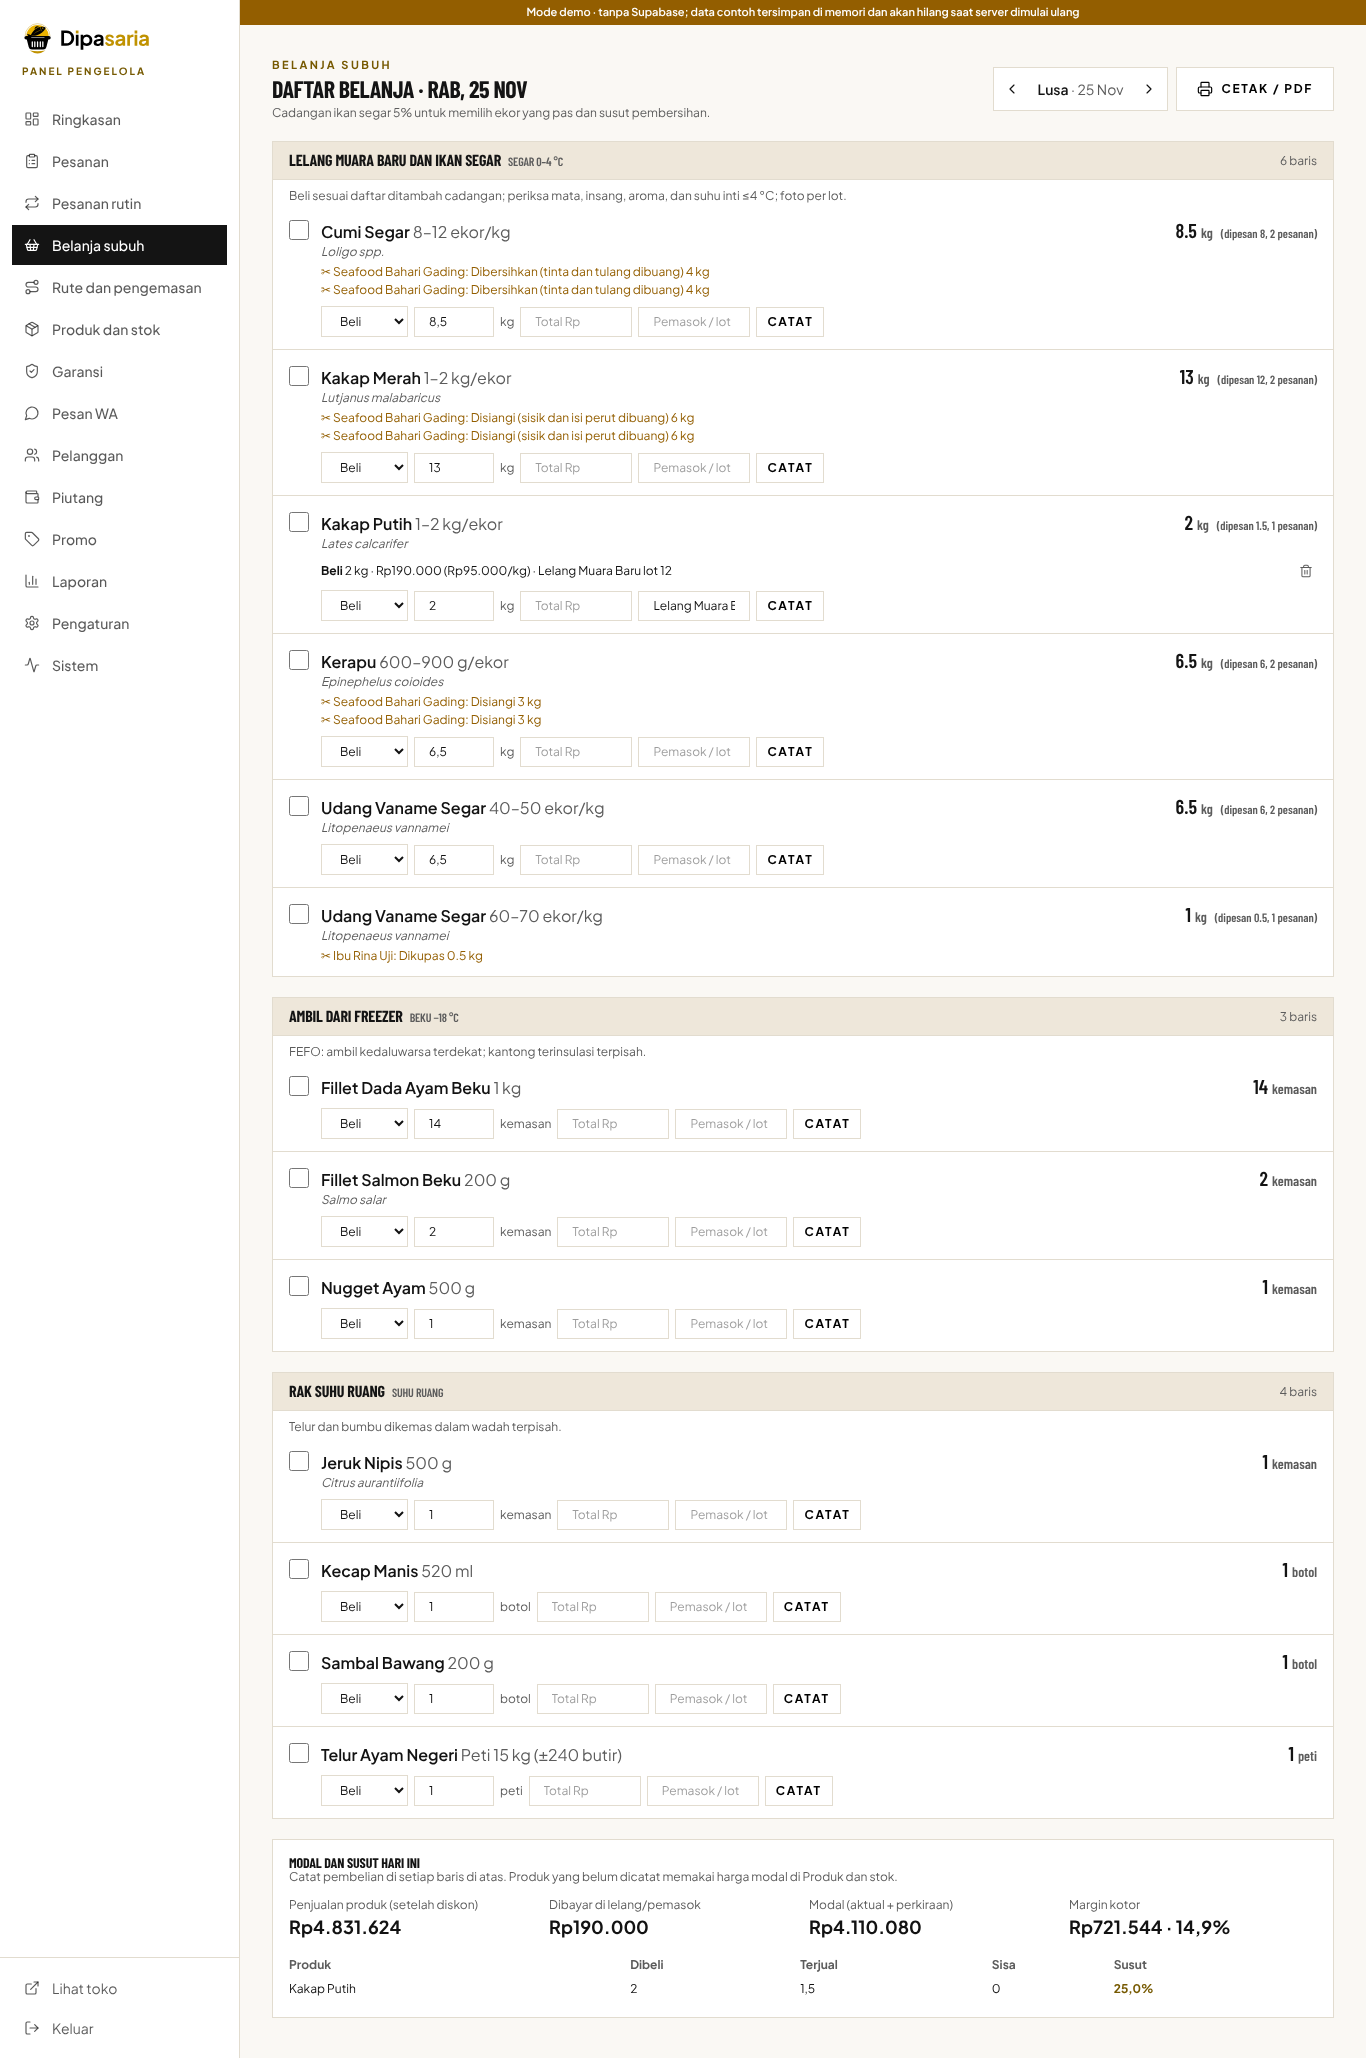 Mode demo · tanpa Supabase; data contoh tersimpan di memori dan akan hilang saat server dimulai ulang
Dipasaria
PANEL PENGELOLA
Ringkasan
Pesanan
Pesanan rutin
Belanja subuh
Rute dan pengemasan
Produk dan stok
Garansi
Pesan WA
Pelanggan
Piutang
Promo
Laporan
Pengaturan
Sistem
Lihat toko
Keluar
BELANJA SUBUH
DAFTAR BELANJA · RAB, 25 NOV
Cadangan ikan segar 5% untuk memilih ekor yang pas dan susut pembersihan.
Lusa · 25 Nov
CETAK / PDF
LELANG MUARA BARU DAN IKAN SEGAR SEGAR 0–4 °C 6 baris
Beli sesuai daftar ditambah cadangan; periksa mata, insang, aroma, dan suhu inti ≤4 °C; foto per lot.
Cumi Segar 8–12 ekor/kg 8.5 kg (dipesan 8, 2 pesanan)
Loligo spp.
✂ Seafood Bahari Gading: Dibersihkan (tinta dan tulang dibuang) 4 kg
✂ Seafood Bahari Gading: Dibersihkan (tinta dan tulang dibuang) 4 kg
Beli 8,5 kg Total Rp Pemasok / lot CATAT
Kakap Merah 1–2 kg/ekor 13 kg (dipesan 12, 2 pesanan)
Lutjanus malabaricus
✂ Seafood Bahari Gading: Disiangi (sisik dan isi perut dibuang) 6 kg
✂ Seafood Bahari Gading: Disiangi (sisik dan isi perut dibuang) 6 kg
Beli 13 kg Total Rp Pemasok / lot CATAT
Kakap Putih 1–2 kg/ekor 2 kg (dipesan 1.5, 1 pesanan)
Lates calcarifer
Beli 2 kg · Rp190.000 (Rp95.000/kg) · Lelang Muara Baru lot 12
Beli 2 kg Total Rp Lelang Muara B CATAT
Kerapu 600–900 g/ekor 6.5 kg (dipesan 6, 2 pesanan)
Epinephelus coioides
✂ Seafood Bahari Gading: Disiangi 3 kg
✂ Seafood Bahari Gading: Disiangi 3 kg
Beli 6,5 kg Total Rp Pemasok / lot CATAT
Udang Vaname Segar 40–50 ekor/kg 6.5 kg (dipesan 6, 2 pesanan)
Litopenaeus vannamei
Beli 6,5 kg Total Rp Pemasok / lot CATAT
Udang Vaname Segar 60–70 ekor/kg 1 kg (dipesan 0.5, 1 pesanan)
Litopenaeus vannamei
✂ Ibu Rina Uji: Dikupas 0.5 kg
AMBIL DARI FREEZER BEKU −18 °C 3 baris
FEFO: ambil kedaluwarsa terdekat; kantong terinsulasi terpisah.
Fillet Dada Ayam Beku 1 kg 14 kemasan
Beli 14 kemasan Total Rp Pemasok / lot CATAT
Fillet Salmon Beku 200 g 2 kemasan
Salmo salar
Beli 2 kemasan Total Rp Pemasok / lot CATAT
Nugget Ayam 500 g 1 kemasan
Beli 1 kemasan Total Rp Pemasok / lot CATAT
RAK SUHU RUANG SUHU RUANG 4 baris
Telur dan bumbu dikemas dalam wadah terpisah.
Jeruk Nipis 500 g 1 kemasan
Citrus aurantiifolia
Beli 1 kemasan Total Rp Pemasok / lot CATAT
Kecap Manis 520 ml 1 botol
Beli 1 botol Total Rp Pemasok / lot CATAT
Sambal Bawang 200 g 1 botol
Beli 1 botol Total Rp Pemasok / lot CATAT
Telur Ayam Negeri Peti 15 kg (±240 butir) 1 peti
Beli 1 peti Total Rp Pemasok / lot CATAT
MODAL DAN SUSUT HARI INI
Catat pembelian di setiap baris di atas. Produk yang belum dicatat memakai harga modal di Produk dan stok.
Penjualan produk (setelah diskon) Dibayar di lelang/pemasok Modal (aktual + perkiraan) Margin kotor
Rp4.831.624 Rp190.000 Rp4.110.080 Rp721.544 · 14,9%
Produk Dibeli Terjual Sisa Susut
Kakap Putih 2 1,5 0 25,0%